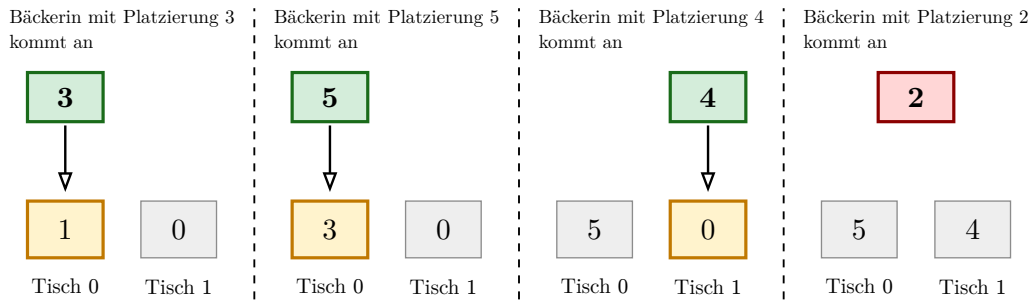 Bäckerin mit Platzierung 3
kommt an
3
1 0
Tisch 0 Tisch 1
Bäckerin mit Platzierung 5
kommt an
5
3 0
Tisch 0 Tisch 1
Bäckerin mit Platzierung 4
kommt an
4
5 0
Tisch 0 Tisch 1
Bäckerin mit Platzierung 2
kommt an
2
5 4
Tisch 0 Tisch 1